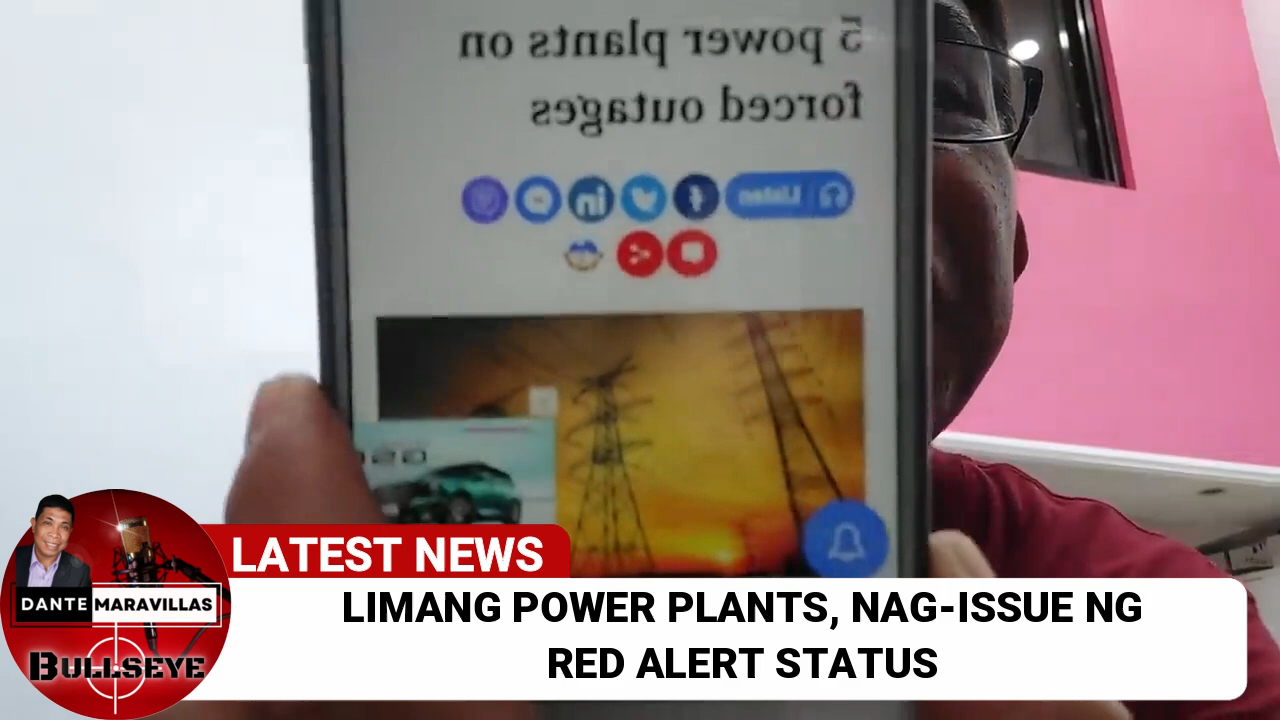 5 power plants on
forced outages
Listen
LATEST NEWS
LIMANG POWER PLANTS, NAG-ISSUE NG
RED ALERT STATUS
DANTE MARAVILLAS
BULLSEYE